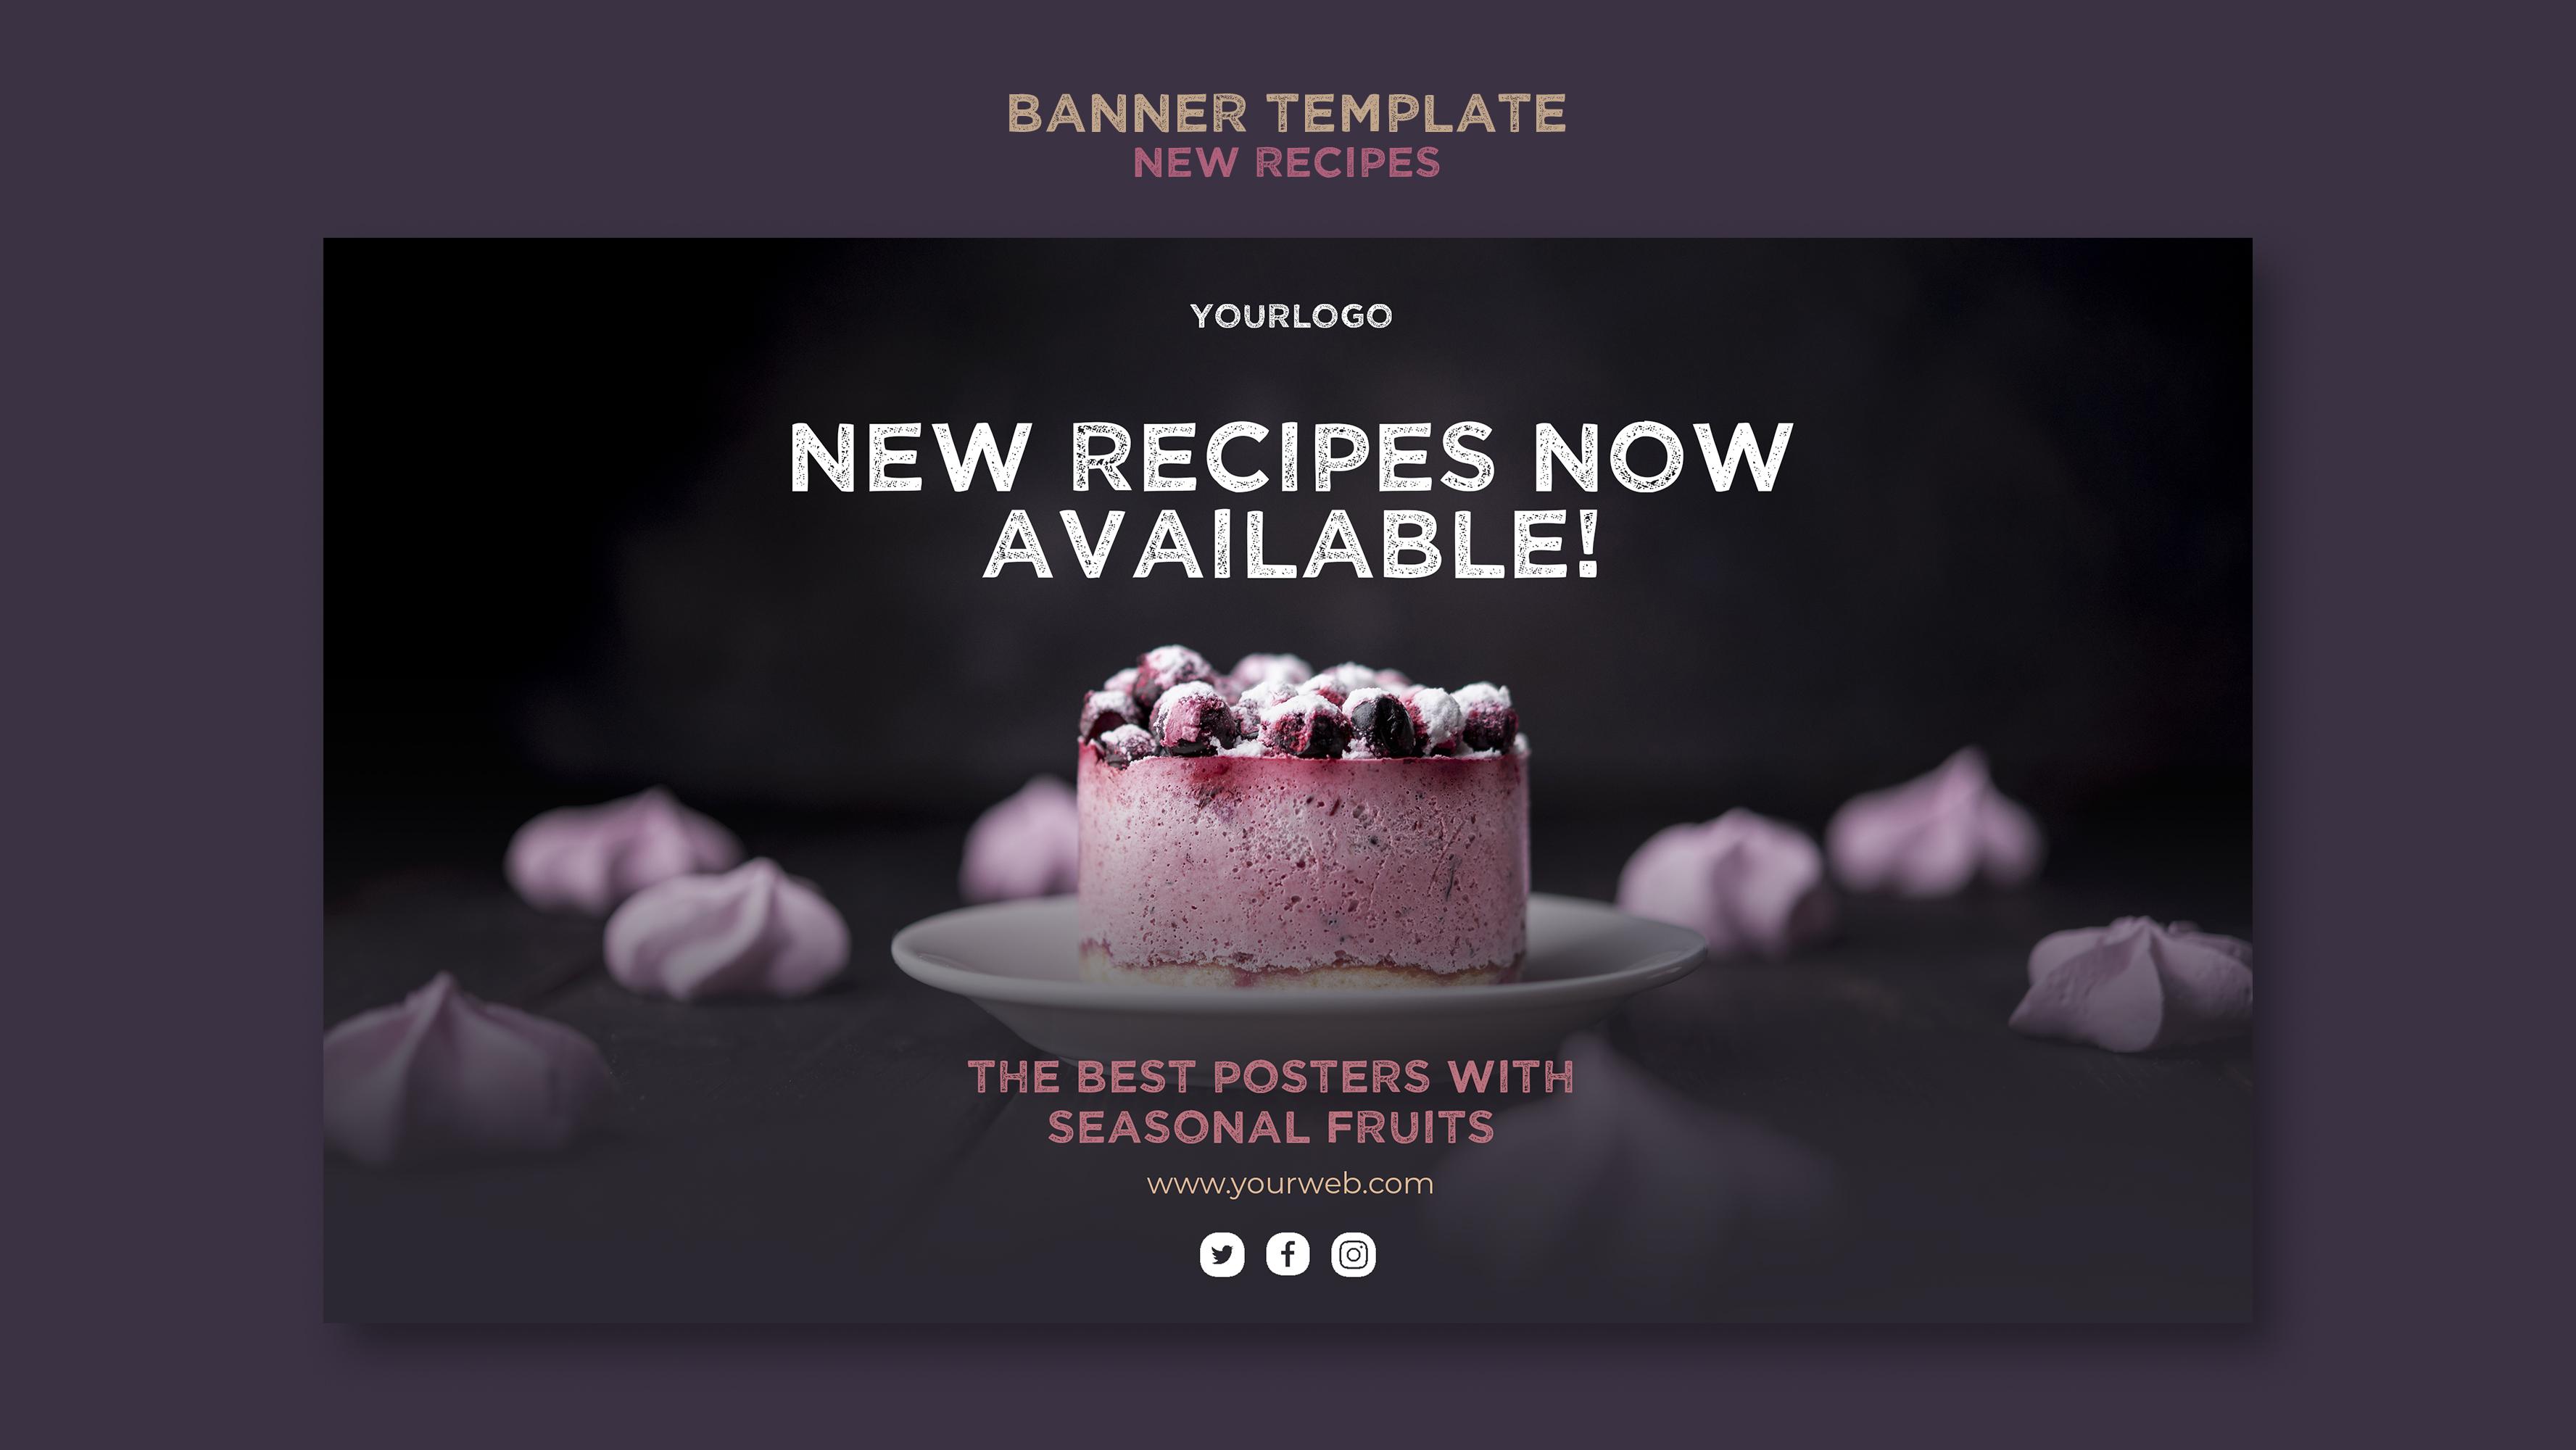 BANNER TEMPLATE
NEW RECIPES
YOURLOGO
NEW RECIPES NOW
AVAILABLE!
THE BEST POSTERS WITH
SEASONAL FRUITS
www.yourweb.com